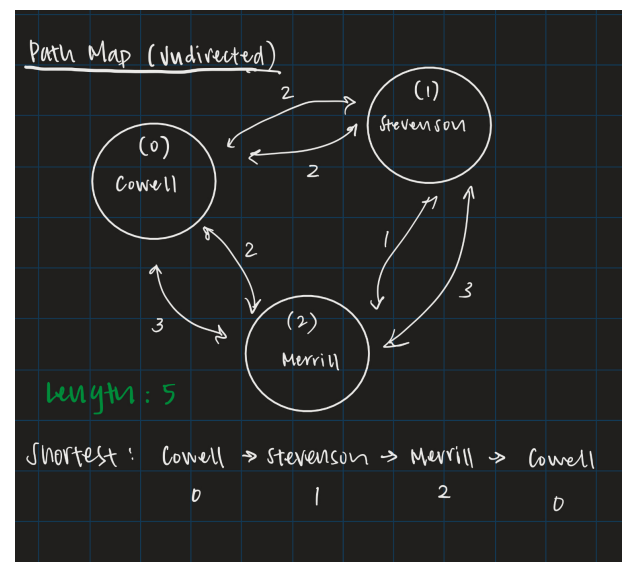 Path Map (Undirected)
2
(1)
Stevenson
(0)
Cowell
2
2
1
3
3
(2)
Merrill
Length: 5
Shortest: Cowell → Stevenson → Merrill → Cowell
0 1 2 0